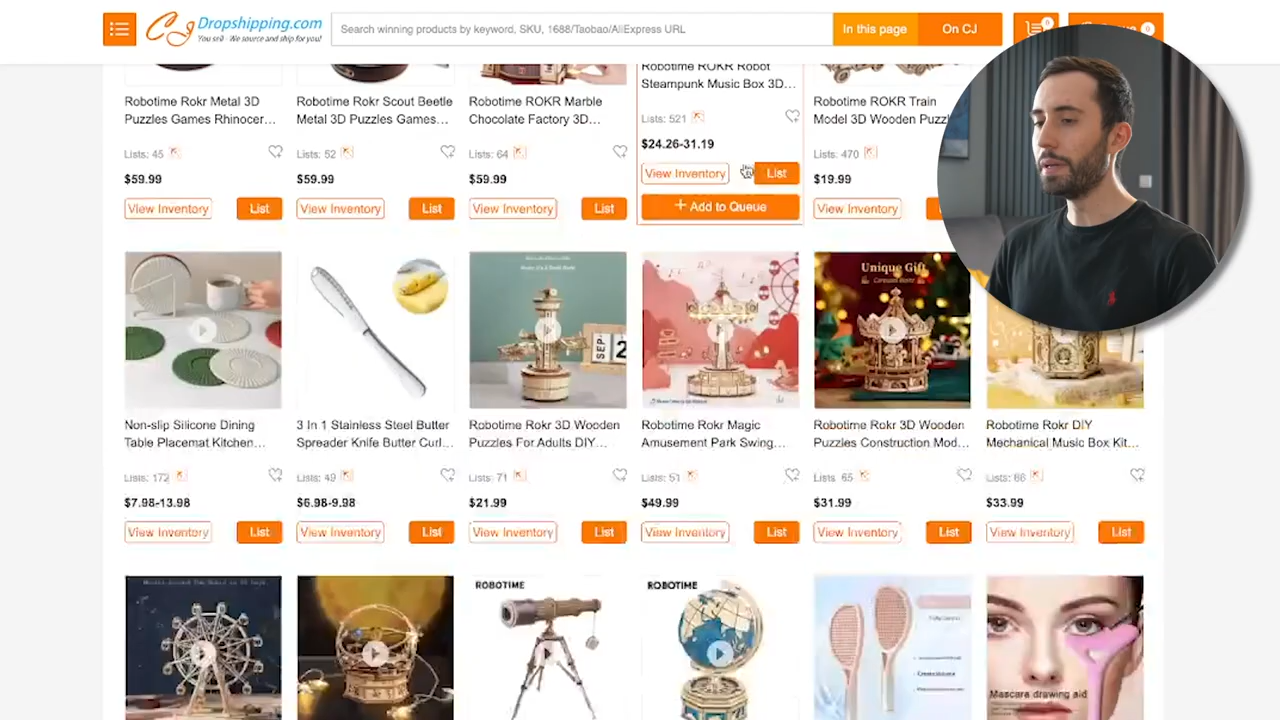 CJ Dropshipping.com
You sell - We source and ship for you!
Search winning products by keyword, SKU, 1688/Taobao/AliExpress URL
In this page
On CJ
0
0
Robotime Rokr Metal 3D
Puzzles Games Rhinocer...
Lists: 45
$59.99
View Inventory
List
Robotime Rokr Scout Beetle
Metal 3D Puzzles Games...
Lists: 52
$59.99
View Inventory
List
Robotime ROKR Marble
Chocolate Factory 3D...
Lists: 64
$59.99
View Inventory
List
Robotime ROKR Robot
Steampunk Music Box 3D...
Lists: 521
$24.26-31.19
View Inventory
List
+ Add to Queue
Robotime ROKR Train
Model 3D Wooden Puzzl
Lists: 470
$19.99
View Inventory
Non-slip Silicone Dining
Table Placemat Kitchen...
Lists: 172
$7.98-13.98
View Inventory
List
3 In 1 Stainless Steel Butter
Spreader Knife Butter Curl...
Lists: 49
$6.98-9.98
View Inventory
List
SEP
2
Robotime Rokr 3D Wooden
Puzzles For Adults DIY...
Lists: 71
$21.99
View Inventory
List
Robotime Rokr Magic
Amusement Park Swing...
Lists: 51
$49.99
View Inventory
List
Unique Gift
Robotime Rokr 3D Wooden
Puzzles Construction Mod...
Lists 65
$31.99
View Inventory
List
Robotime Rokr DIY
Mechanical Music Box Kit...
Lists: 66
$33.99
View Inventory
List
ROBOTIME
ROBOTIME
Mascara drawing aid